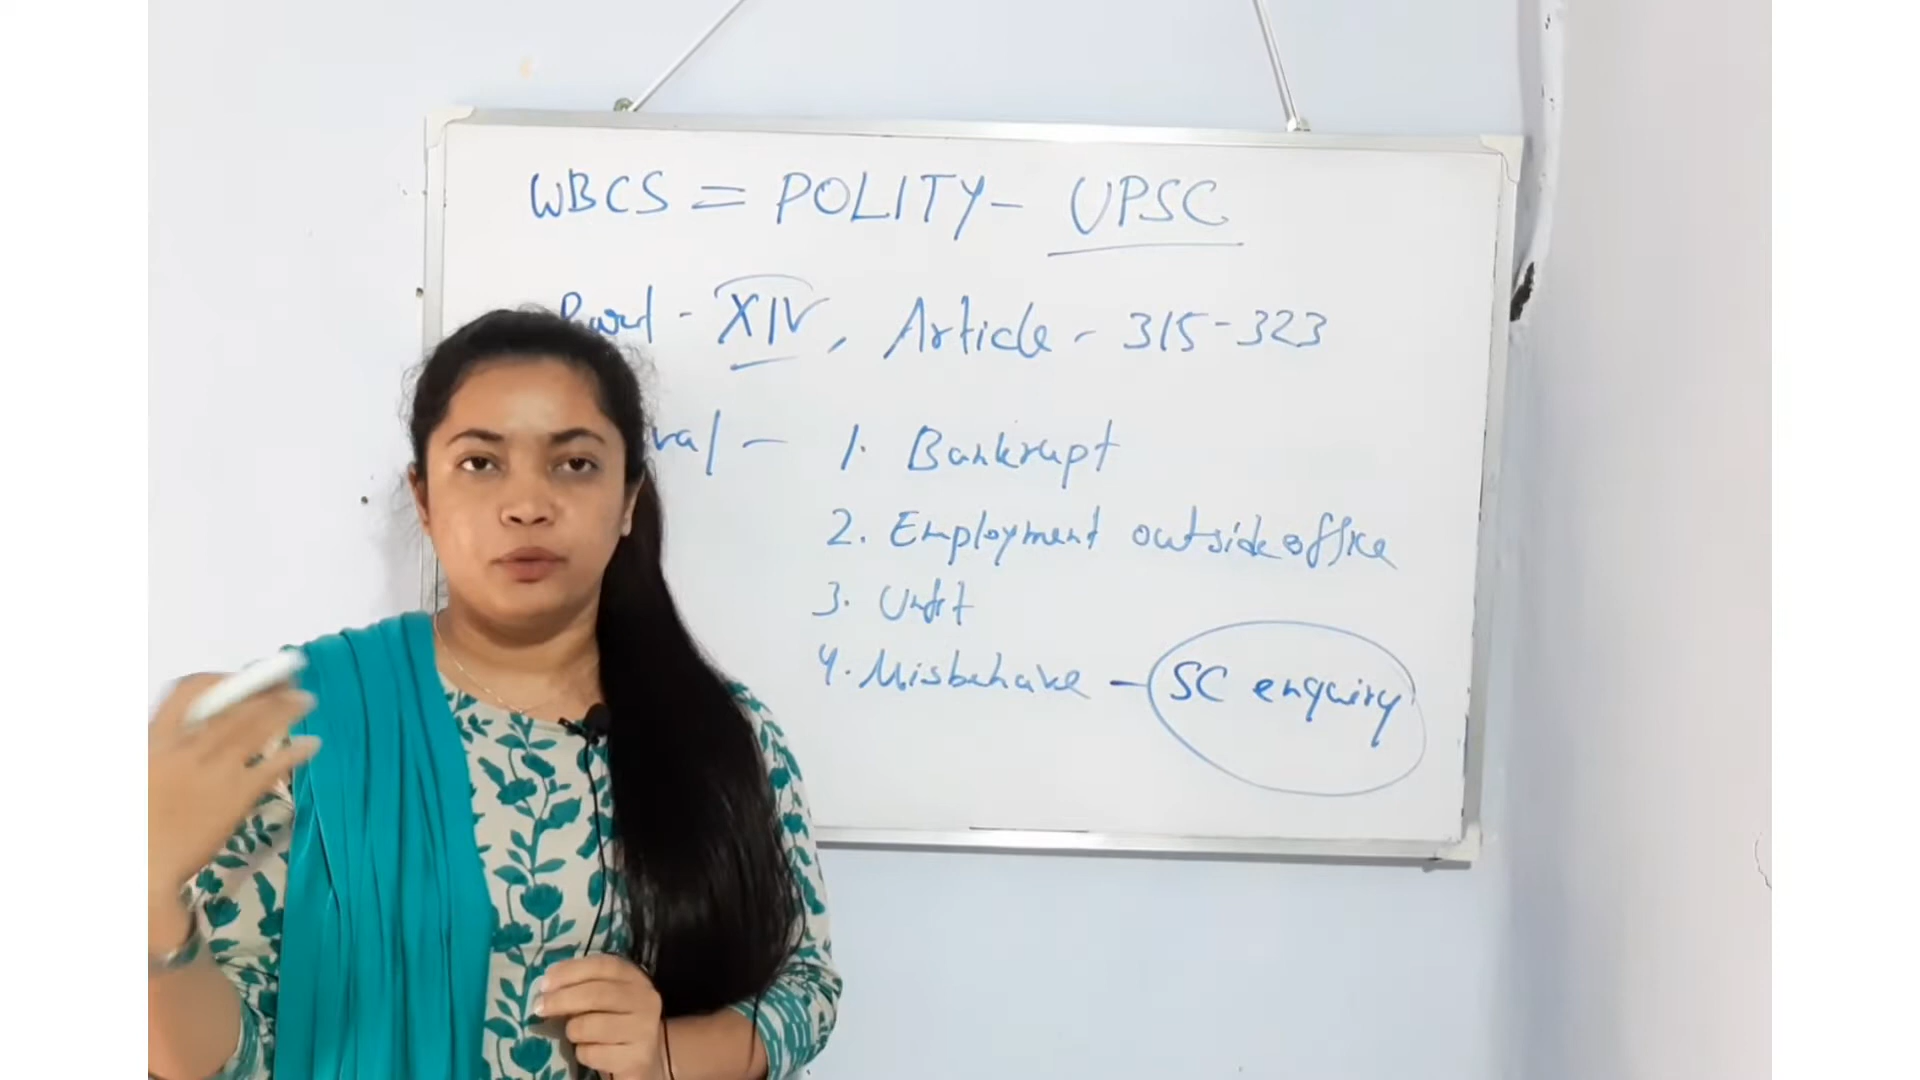 WBCS = POLITY - UPSC
Part - XIV, Article - 315-323
val - 1. Bankrupt
2. Employment outside office
3. Unfit
4. Misbehave - SC enquiry